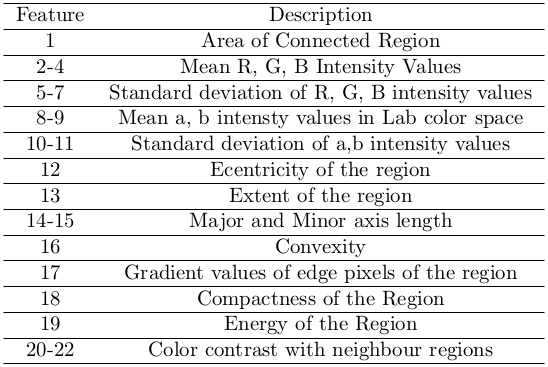 Feature Description
1 Area of Connected Region
2-4 Mean R, G, B Intensity Values
5-7 Standard deviation of R, G, B intensity values
8-9 Mean a, b intensty values in Lab color space
10-11 Standard deviation of a,b intensity values
12 Ecentricity of the region
13 Extent of the region
14-15 Major and Minor axis length
16 Convexity
17 Gradient values of edge pixels of the region
18 Compactness of the Region
19 Energy of the Region
20-22 Color contrast with neighbour regions